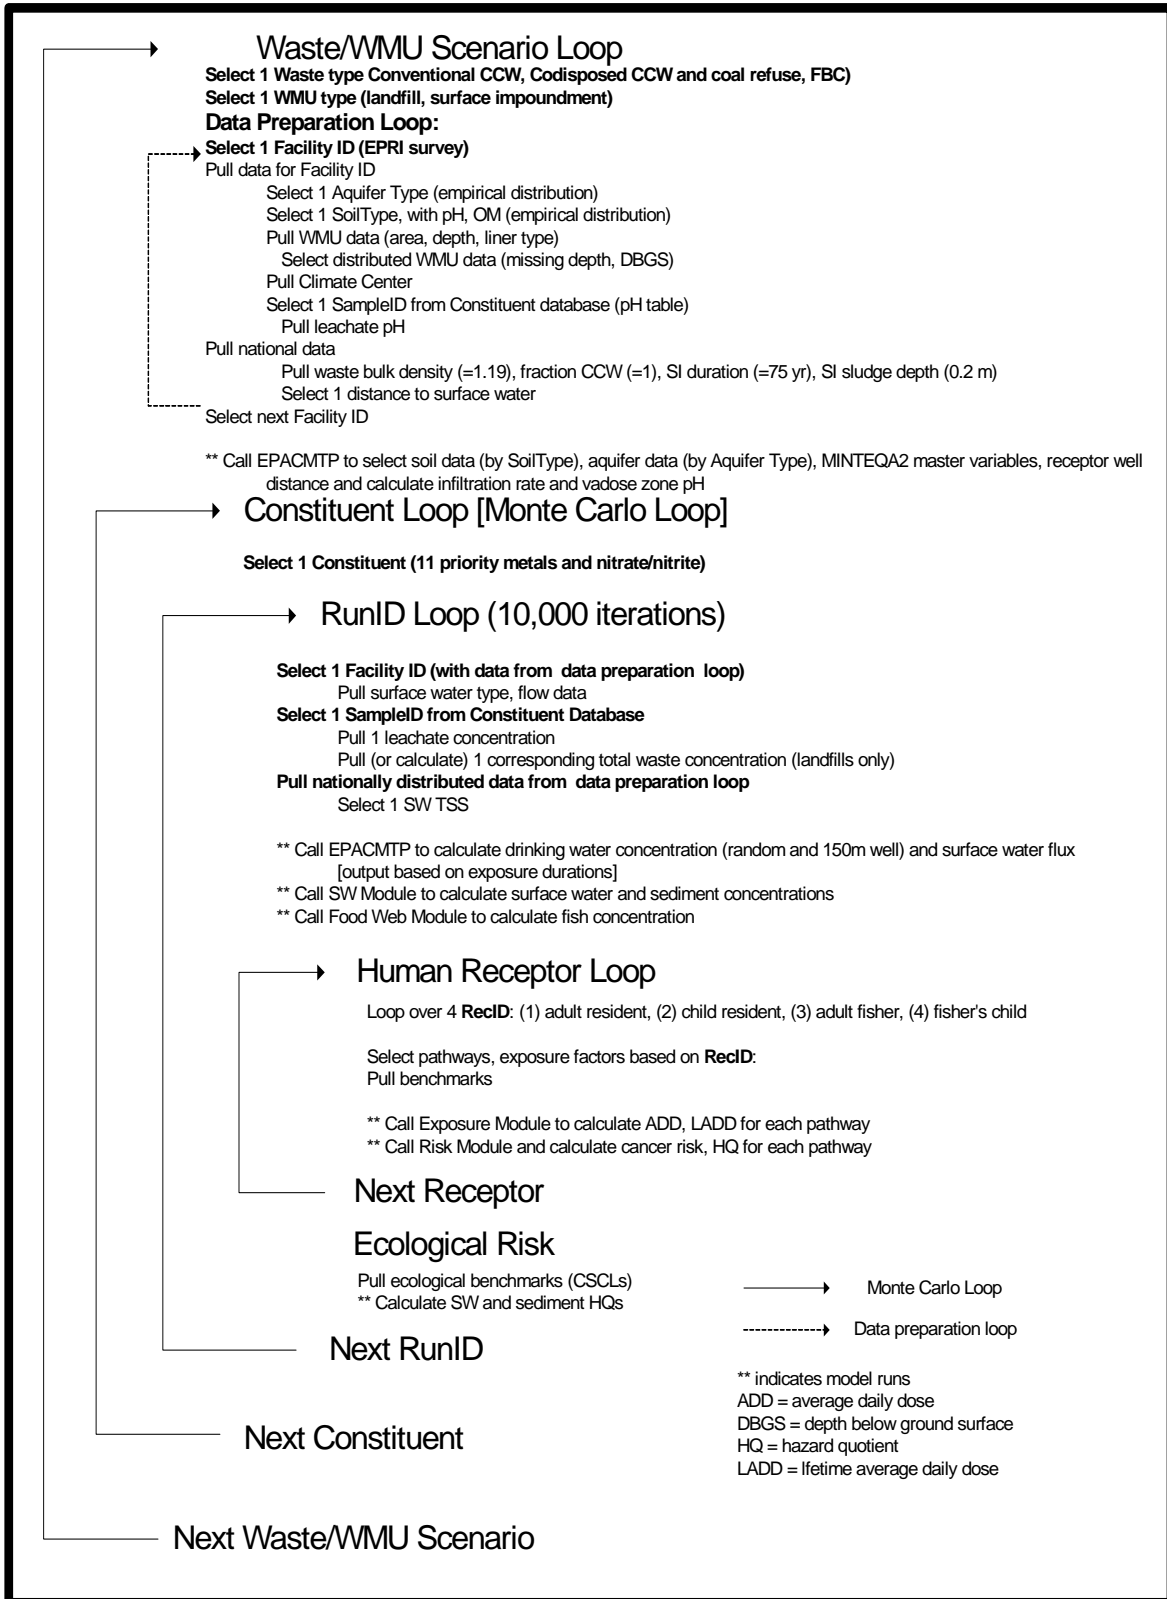 Waste/WMU Scenario Loop
Select 1 Waste type Conventional CCW, Codisposed CCW and coal refuse, FBC)
Select 1 WMU type (landfill, surface impoundment)
Data Preparation Loop:
Select 1 Facility ID (EPRI survey)
Pull data for Facility ID
Select 1 Aquifer Type (empirical distribution)
Select 1 SoilType, with pH, OM (empirical distribution)
Pull WMU data (area, depth, liner type)
Select distributed WMU data (missing depth, DBGS)
Pull Climate Center
Select 1 SampleID from Constituent database (pH table)
Pull leachate pH
Pull national data
Pull waste bulk density (=1.19), fraction CCW (=1), SI duration (=75 yr), SI sludge depth (0.2 m)
Select 1 distance to surface water
Select next Facility ID
** Call EPACMTP to select soil data (by SoilType), aquifer data (by Aquifer Type), MINTEQA2 master variables, receptor well
distance and calculate infiltration rate and vadose zone pH
Constituent Loop [Monte Carlo Loop]
Select 1 Constituent (11 priority metals and nitrate/nitrite)
RunID Loop (10,000 iterations)
Select 1 Facility ID (with data from data preparation loop)
Pull surface water type, flow data
Select 1 SampleID from Constituent Database
Pull 1 leachate concentration
Pull (or calculate) 1 corresponding total waste concentration (landfills only)
Pull nationally distributed data from data preparation loop
Select 1 SW TSS
** Call EPACMTP to calculate drinking water concentration (random and 150m well) and surface water flux
[output based on exposure durations]
** Call SW Module to calculate surface water and sediment concentrations
** Call Food Web Module to calculate fish concentration
Human Receptor Loop
Loop over 4 RecID: (1) adult resident, (2) child resident, (3) adult fisher, (4) fisher's child
Select pathways, exposure factors based on RecID:
Pull benchmarks
** Call Exposure Module to calculate ADD, LADD for each pathway
** Call Risk Module and calculate cancer risk, HQ for each pathway
Next Receptor
Ecological Risk
Pull ecological benchmarks (CSCLs)
** Calculate SW and sediment HQs
Next RunID
Next Constituent
Next Waste/WMU Scenario
Monte Carlo Loop
Data preparation loop
** indicates model runs
ADD = average daily dose
DBGS = depth below ground surface
HQ = hazard quotient
LADD = lfetime average daily dose